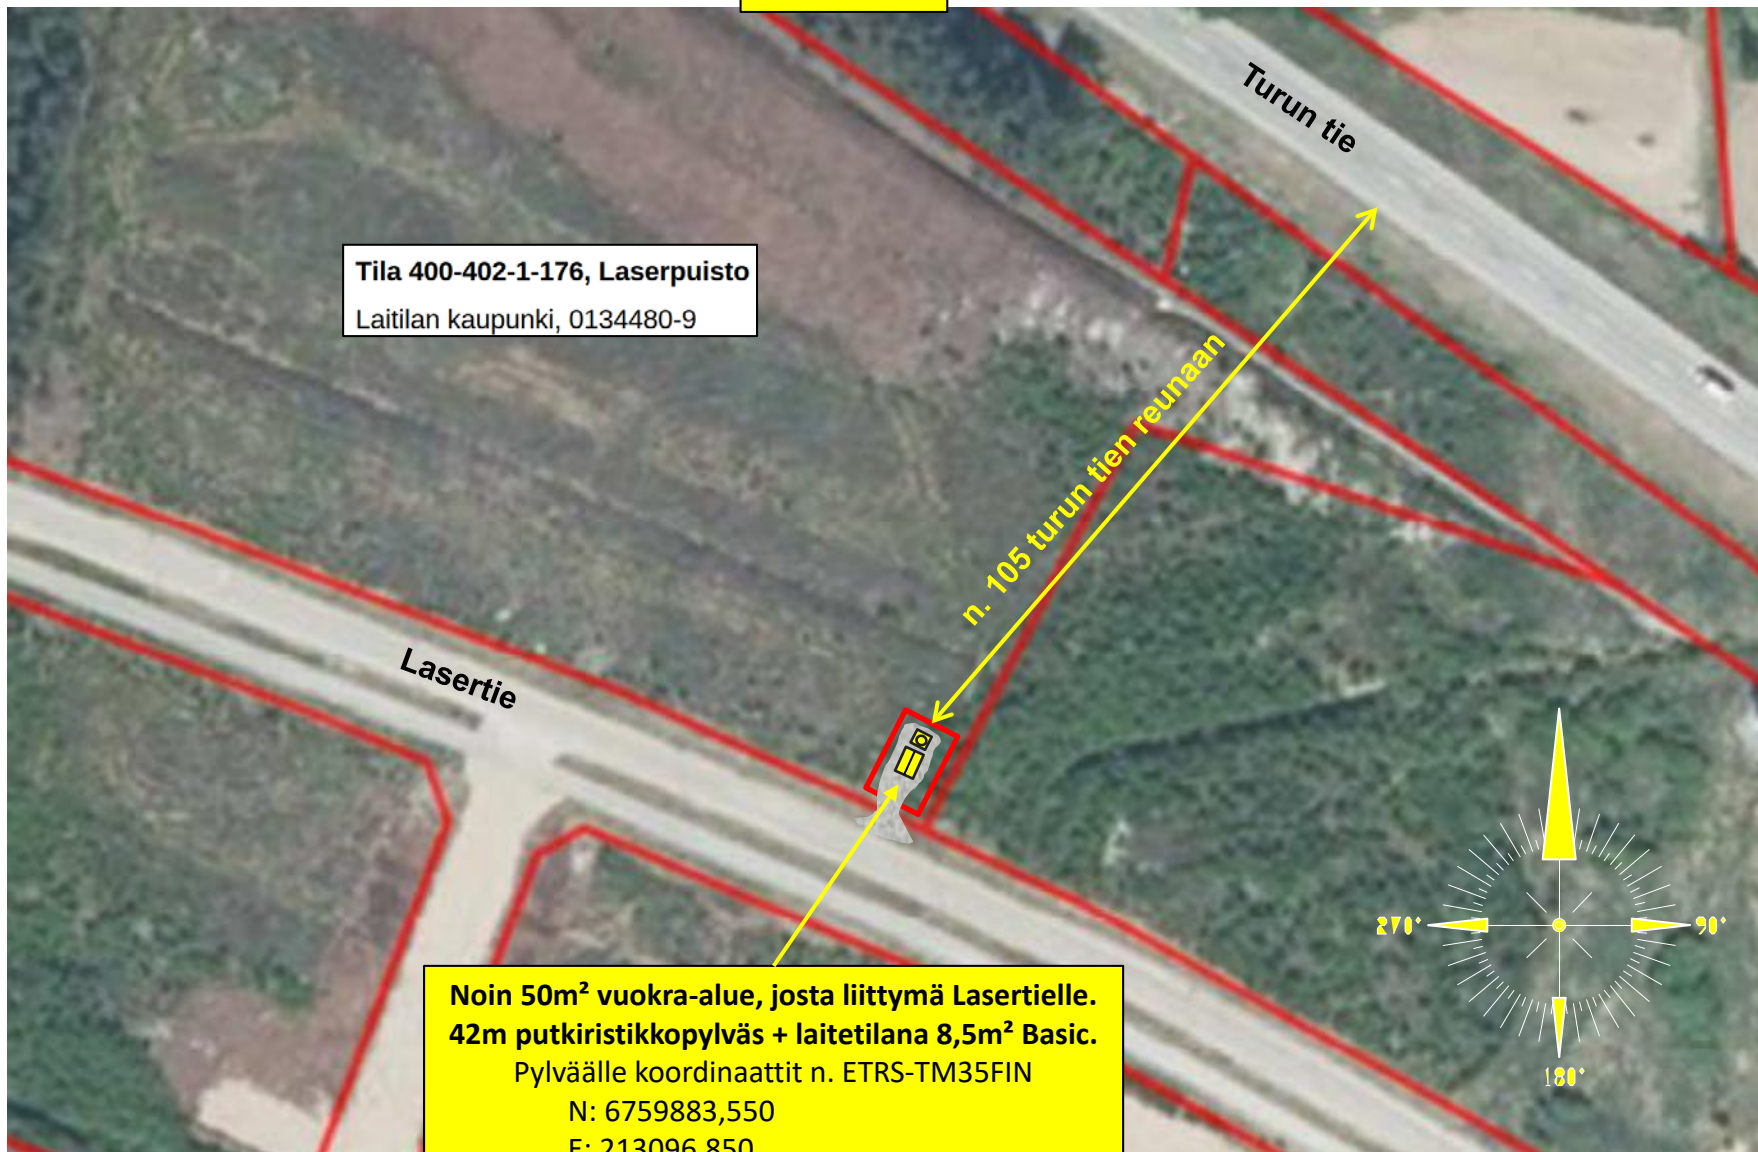 Turun tie
Tila 400-402-1-176, Laserpuisto
Laitilan kaupunki, 0134480-9
n. 105 turun tien reunaan
Lasertie
270°
90°
180°
Noin 50m² vuokra-alue, josta liittymä Lasertielle.
42m putkiristikkopylväs + laitetilana 8,5m² Basic.
Pylväälle koordinaattit n. ETRS-TM35FIN
N: 6759883,550
E: 213096,850